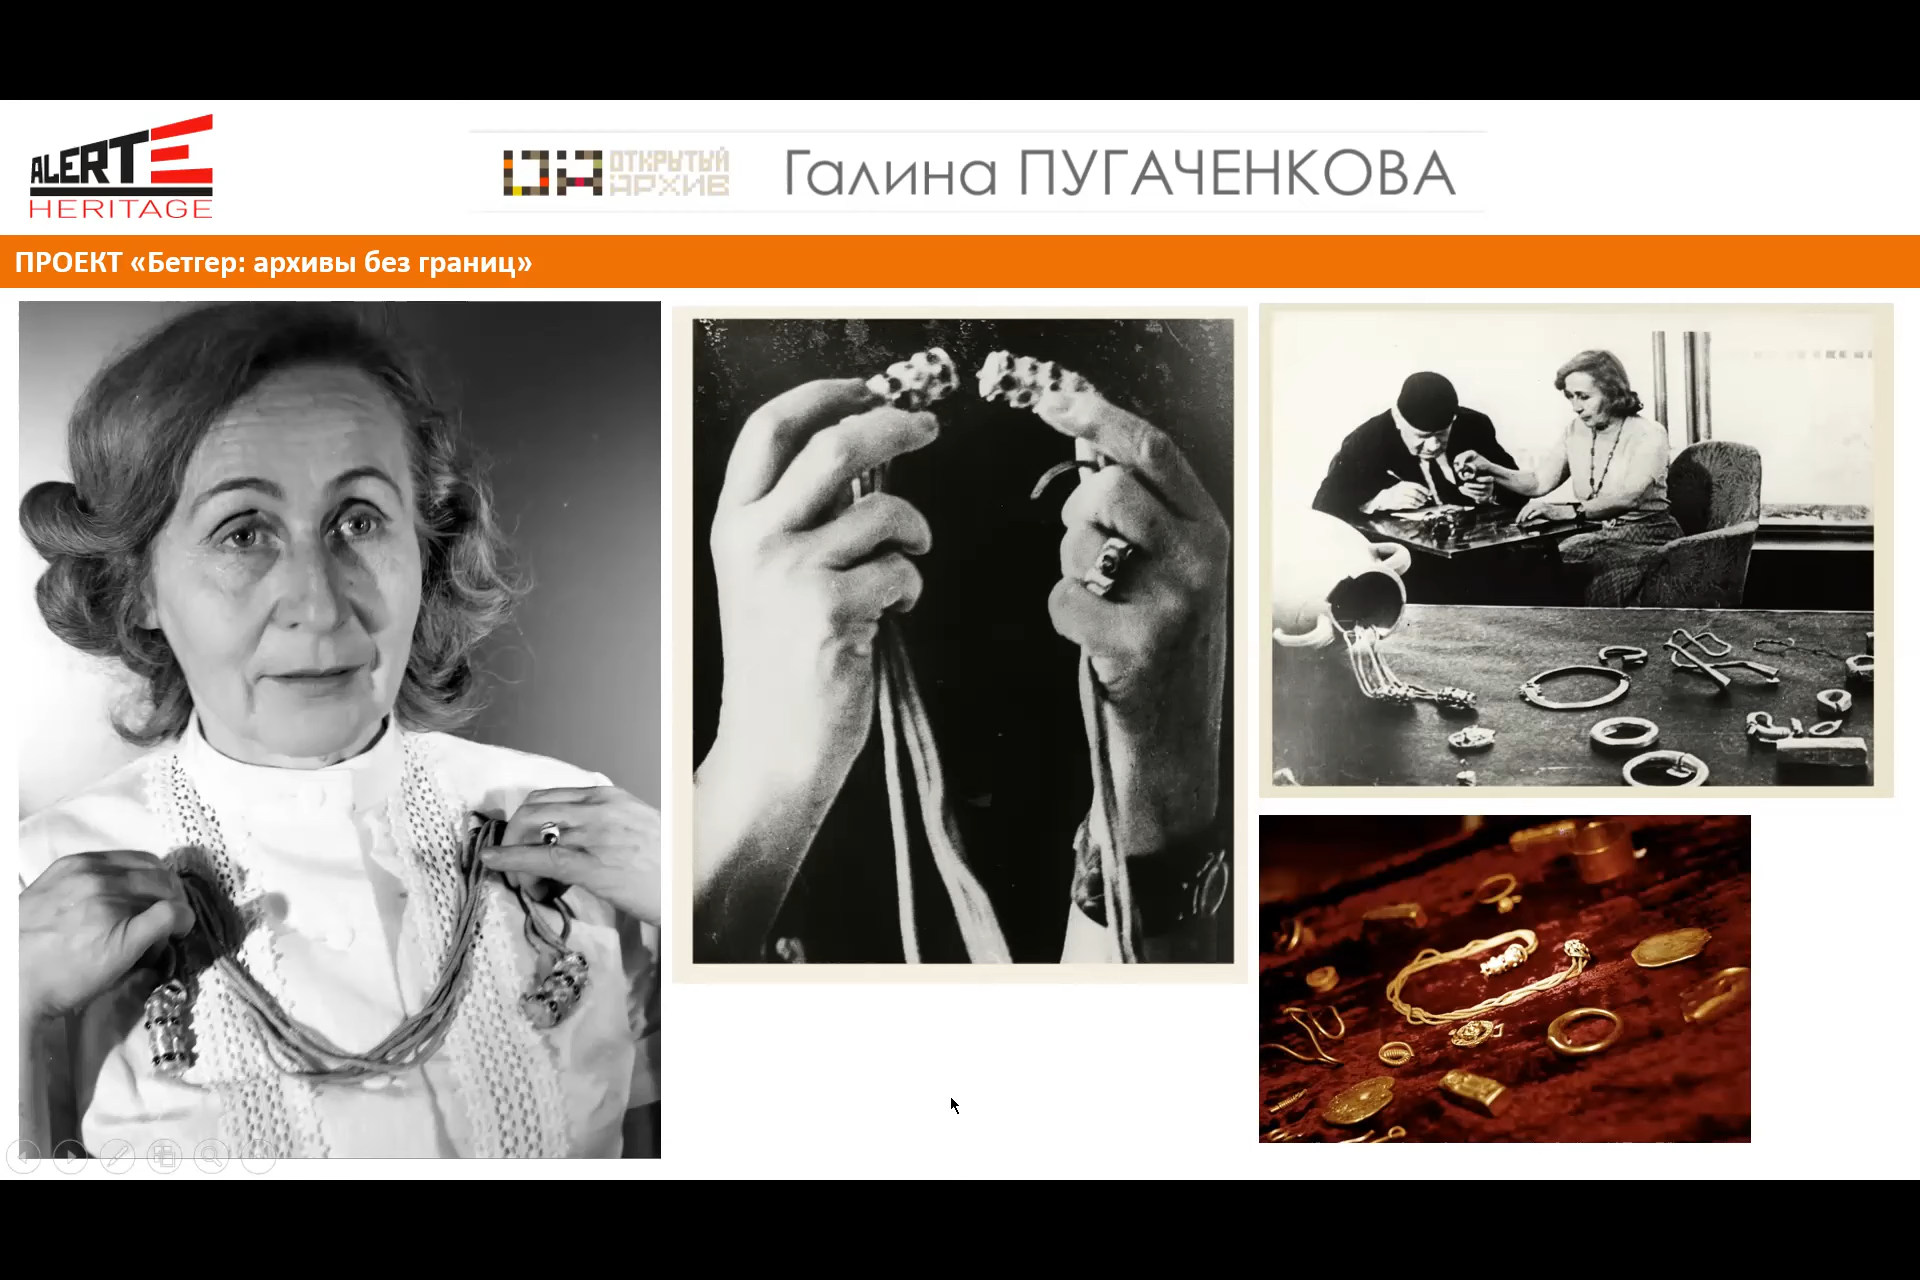 ALERTE
HERITAGE
ОТКРЫТЫЙ
АРХИВ
Галина ПУГАЧЕНКОВА
ПРОЕКТ «Бетгер: архивы без границ»